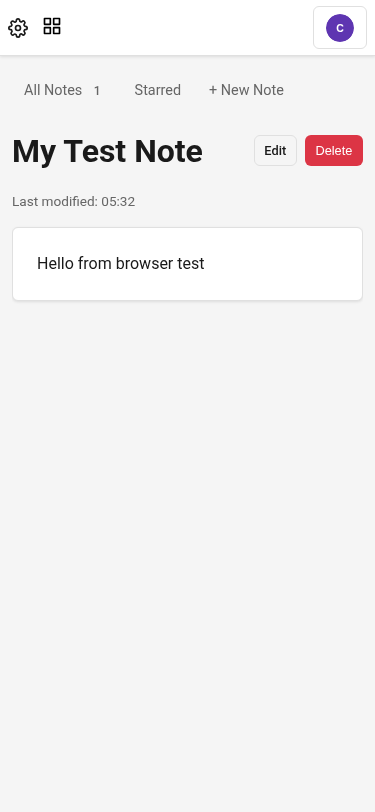 C
All Notes 1 Starred + New Note
My Test Note Edit Delete
Last modified: 05:32
Hello from browser test